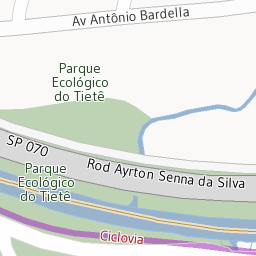 Av Antônio Bardella
Parque
Ecológico
do Tietê
SP 070
Rod Ayrton Senna da Silva
Parque
Ecológico
do Tietê
Ciclovia